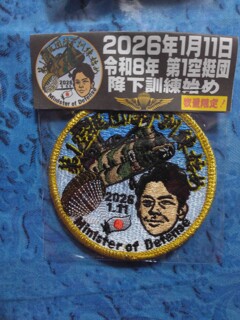 2026年1月11日
令和8年 第1空挺団
降下訓練始め
数量限定!
1.11
Minister of Defense
2026
1.11
Minister of Defense